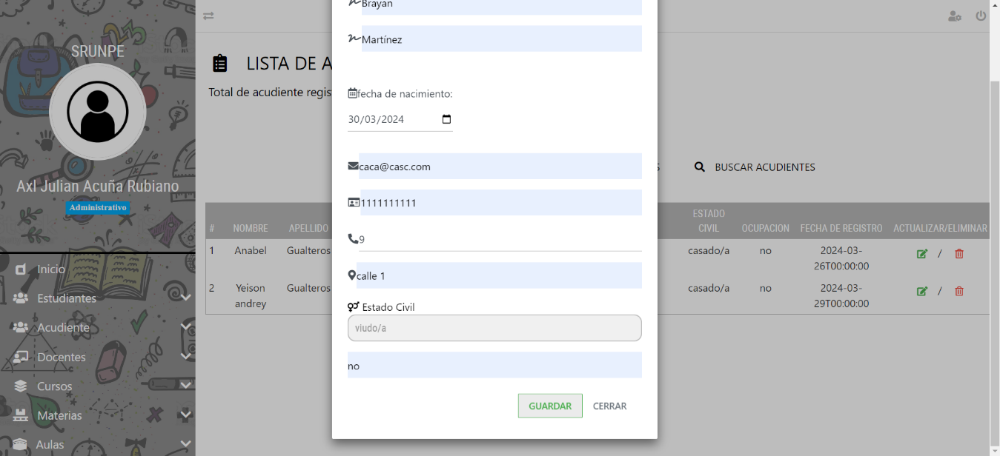 SRUNPE
Axl Julian Acuña Rubiano
Administrativo
Inicio
Estudiantes
Acudiente
Docentes
Cursos
Materias
Aulas
LISTA DE A
Total de acudiente regis
BUSCAR ACUDIENTES
# NOMBRE APELLIDO ESTADO CIVIL OCUPACION FECHA DE REGISTRO ACTUALIZAR/ELIMINAR
1 Anabel Gualteros casado/a no 2024-03-26T00:00:00 /
2 Yeison andrey Gualteros casado/a no 2024-03-29T00:00:00 /
Brayan
Martínez
fecha de nacimiento:
30/03/2024
caca@casc.com
1111111111
9
calle 1
Estado Civil
viudo/a
no
GUARDAR CERRAR